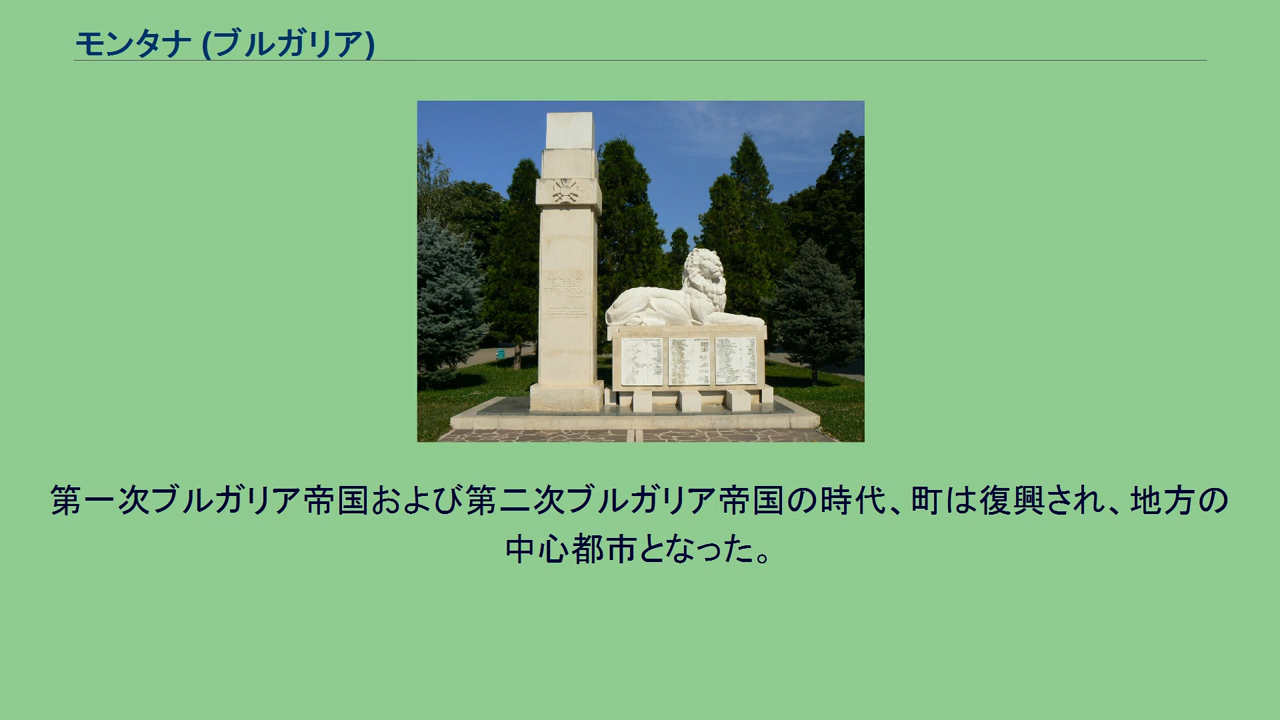 モンタナ (ブルガリア)
第一次ブルガリア帝国および第二次ブルガリア帝国の時代、町は復興され、地方の
中心都市となった。